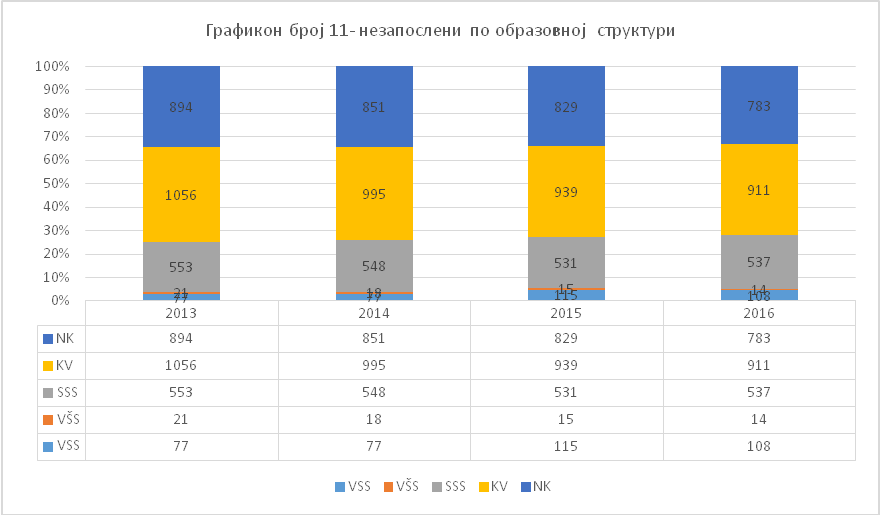 Графикон број 11- незапослени по образовној структури
100%
90%
80%
70%
60%
50%
40%
30%
20%
10%
0%
894 851 829 783
1056 995 939 911
553 548 531 537
21 18 15 14
77 77 115 108
2013 2014 2015 2016
NK 894 851 829 783
KV 1056 995 939 911
SSS 553 548 531 537
VŠS 21 18 15 14
VSS 77 77 115 108
VSS VŠS SSS KV NK